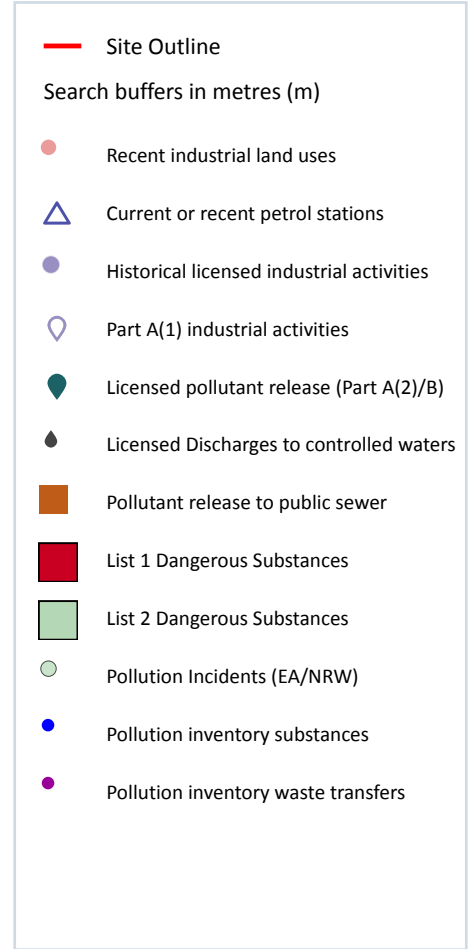 Site Outline
Search buffers in metres (m)
Recent industrial land uses
Current or recent petrol stations
Historical licensed industrial activities
Part A(1) industrial activities
Licensed pollutant release (Part A(2)/B)
Licensed Discharges to controlled waters
Pollutant release to public sewer
List 1 Dangerous Substances
List 2 Dangerous Substances
Pollution Incidents (EA/NRW)
Pollution inventory substances
Pollution inventory waste transfers